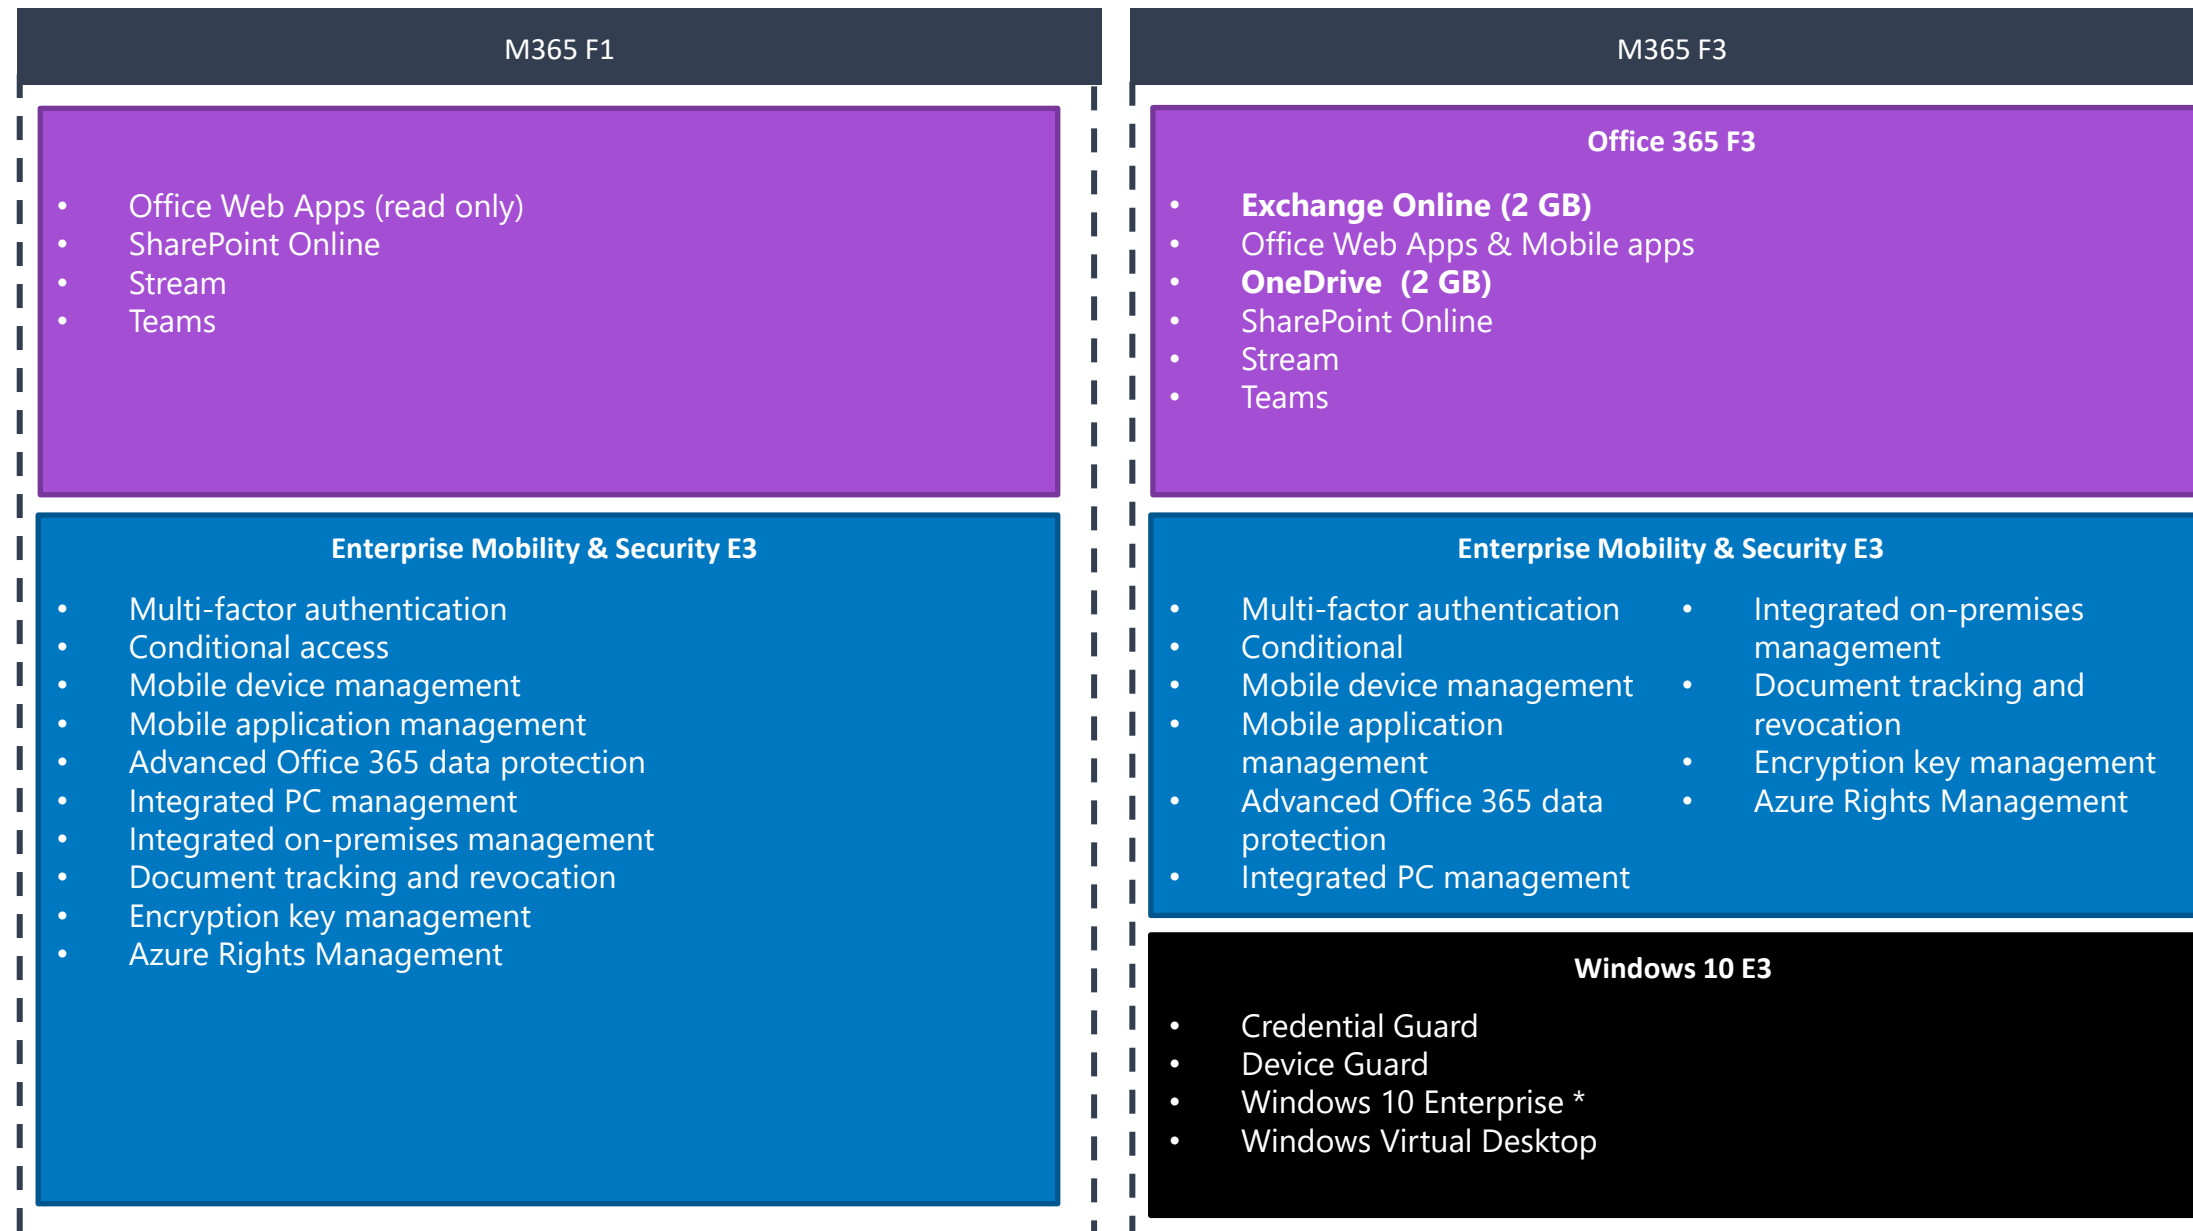 M365 F1
• Office Web Apps (read only)
• SharePoint Online
• Stream
• Teams
Enterprise Mobility & Security E3
• Multi-factor authentication
• Conditional access
• Mobile device management
• Mobile application management
• Advanced Office 365 data protection
• Integrated PC management
• Integrated on-premises management
• Document tracking and revocation
• Encryption key management
• Azure Rights Management
M365 F3
Office 365 F3
• Exchange Online (2 GB)
• Office Web Apps & Mobile apps
• OneDrive  (2 GB)
• SharePoint Online
• Stream
• Teams
Enterprise Mobility & Security E3
• Multi-factor authentication
• Conditional
• Mobile device management
• Mobile application
management
• Advanced Office 365 data
protection
• Integrated PC management
• Integrated on-premises
management
• Document tracking and
revocation
• Encryption key management
• Azure Rights Management
Windows 10 E3
• Credential Guard
• Device Guard
• Windows 10 Enterprise *
• Windows Virtual Desktop